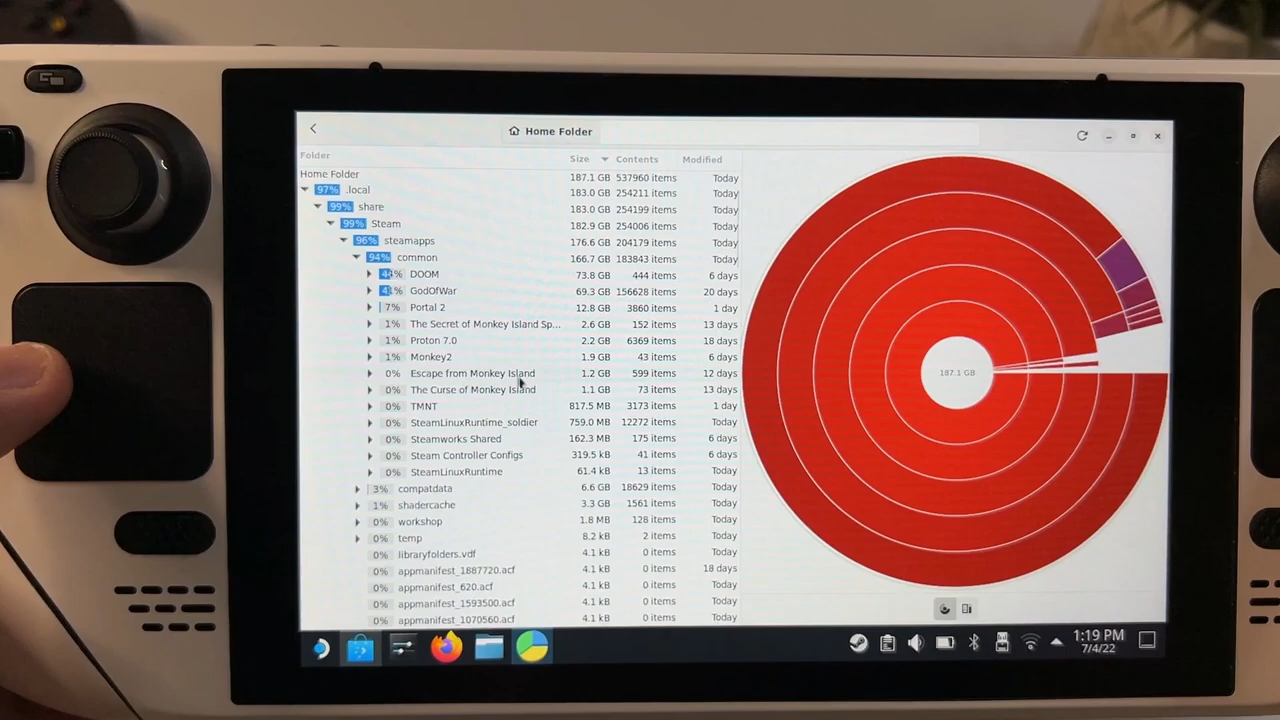 Home Folder
Folder Size Contents Modified
Home Folder 187.1 GB 537960 items Today
97% .local 183.0 GB 254211 items Today
99% share 183.0 GB 254199 items Today
99% Steam 182.9 GB 254006 items Today
96% steamapps 176.6 GB 204179 items Today
94% common 166.7 GB 183843 items Today
DOOM 73.8 GB 444 items 6 days
GodOfWar 69.3 GB 156628 items 20 days
7% Portal 2 12.8 GB 3860 items 1 day
1% The Secret of Monkey Island Sp... 2.6 GB 152 items 13 days
1% Proton 7.0 2.2 GB 6369 items 18 days
1% Monkey2 1.9 GB 43 items 6 days
0% Escape from Monkey Island 1.2 GB 599 items 12 days
0% The Curse of Monkey Island 1.1 GB 73 items 13 days
0% TMNT 817.5 MB 3173 items 1 day
0% SteamLinuxRuntime_soldier 759.0 MB 12272 items Today
0% Steamworks Shared 162.3 MB 175 items 6 days
0% Steam Controller Configs 319.5 kB 41 items 6 days
0% SteamLinuxRuntime 61.4 kB 13 items Today
3% compatdata 6.6 GB 18629 items Today
1% shadercache 3.3 GB 1561 items Today
0% workshop 1.8 MB 128 items Today
0% temp 8.2 kB 2 items Today
0% libraryfolders.vdf 4.1 kB 0 items Today
0% appmanifest_1887720.acf 4.1 kB 0 items 18 days
0% appmanifest_620.acf 4.1 kB 0 items Today
0% appmanifest_1593500.acf 4.1 kB 0 items Today
0% appmanifest_1070560.acf 4.1 kB 0 items Today
187.1 GB
1:19 PM
7/4/22